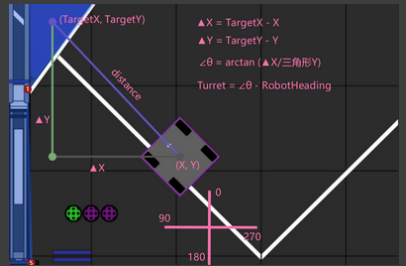 (TargetX, TargetY)
▲X = TargetX - X
▲Y = TargetY - Y
∠θ = arctan (▲X/三角形Y)
Turret = ∠θ - RobotHeading
distance
▲Y
(X, Y)
▲X
0
90
270
180